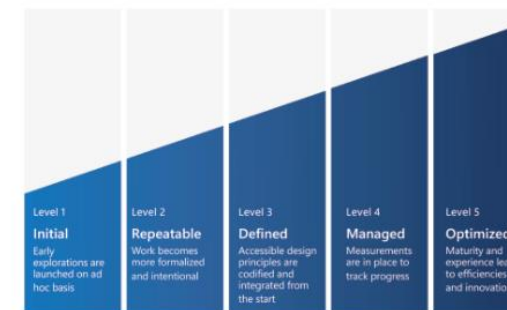 Level 1
Initial
Early
explorations are
launched on ad
hoc basis
Level 2
Repeatable
Work becomes
more formalized
and intentional
Level 3
Defined
Accessible design
principles are
codified and
integrated from
the start
Level 4
Managed
Measurements
are in place to
track progress
Level 5
Optimized
Maturity and
experience lea
to efficiencies
and innovatio